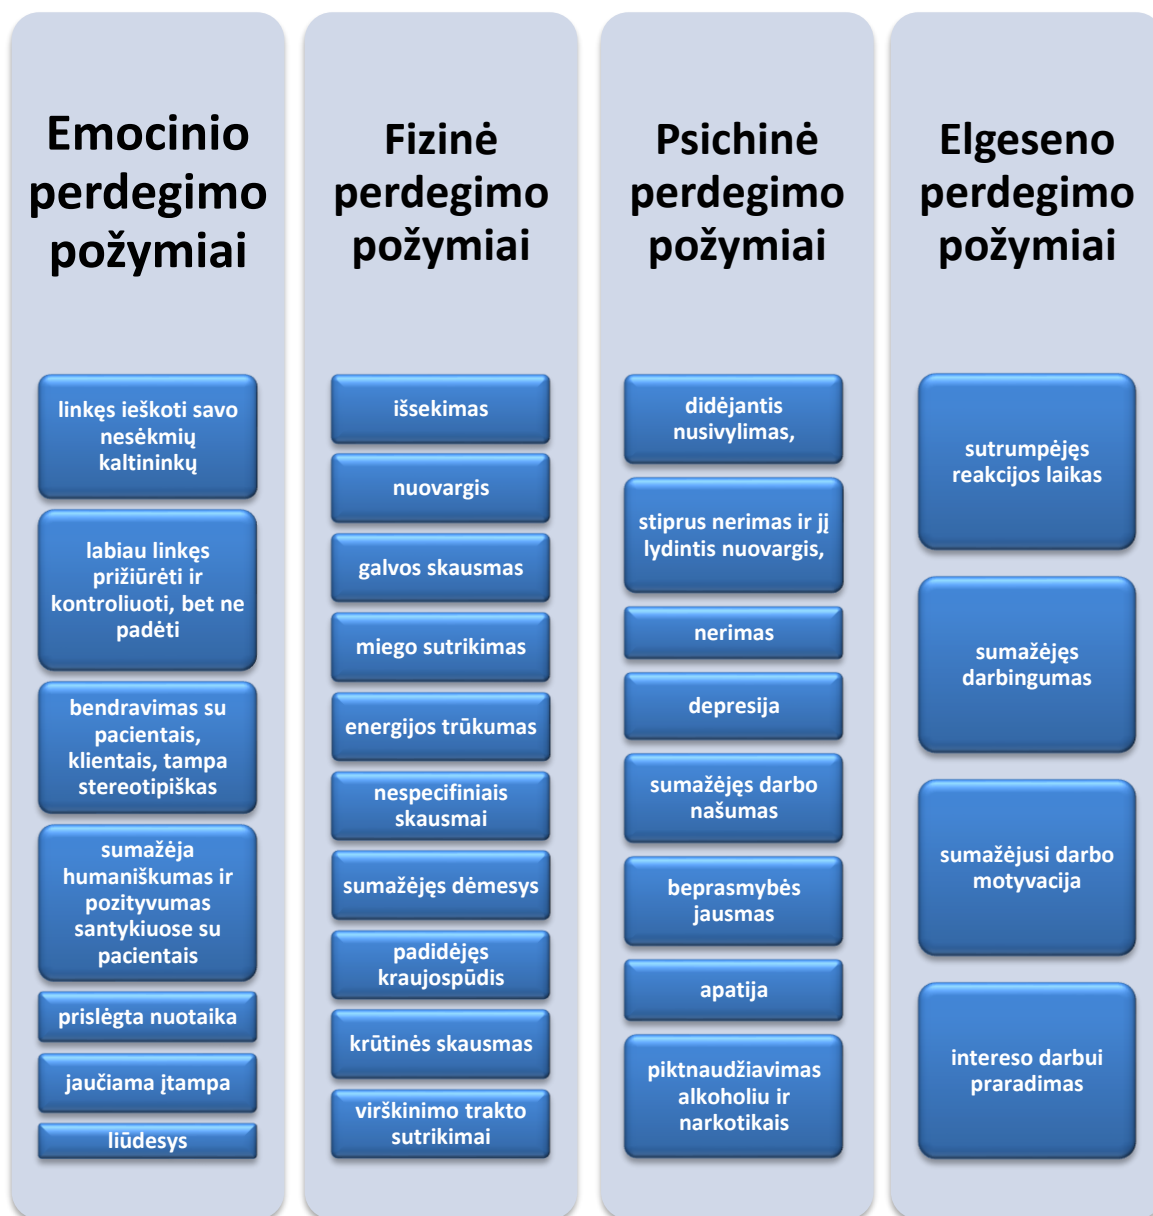 Emocinio
perdegimo
požymiai
linkęs ieškoti savo
nesėkmių
kaltininkų
labiau linkęs
prižiūrėti ir
kontroliuoti, bet ne
padėti
bendravimas su
pacientais,
klientais, tampa
stereotipiškas
sumažėja
humaniškumas ir
pozityvumas
santykiuose su
pacientais
prislėgta nuotaika
jaučiama įtampa
liūdesys
Fizinė
perdegimo
požymiai
išsekimas
nuovargis
galvos skausmas
miego sutrikimas
energijos trūkumas
nespecifiniais
skausmai
sumažėjęs dėmesys
padidėjęs
kraujospūdis
krūtinės skausmas
virškinimo trakto
sutrikimai
Psichinė
perdegimo
požymiai
didėjantis
nusivylimas,
stiprus nerimas ir jį
lydintis nuovargis,
nerimas
depresija
sumažėjęs darbo
našumas
beprasmybės
jausmas
apatija
piktnaudžiavimas
alkoholiu ir
narkotikais
Elgeseno
perdegimo
požymiai
sutrumpėjęs
reakcijos laikas
sumažėjęs
darbingumas
sumažėjusi darbo
motyvacija
intereso darbui
praradimas